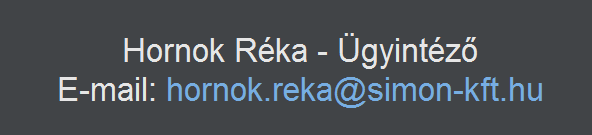 Hornok Réka - Ügyintéző
E-mail: hornok.reka@simon-kft.hu